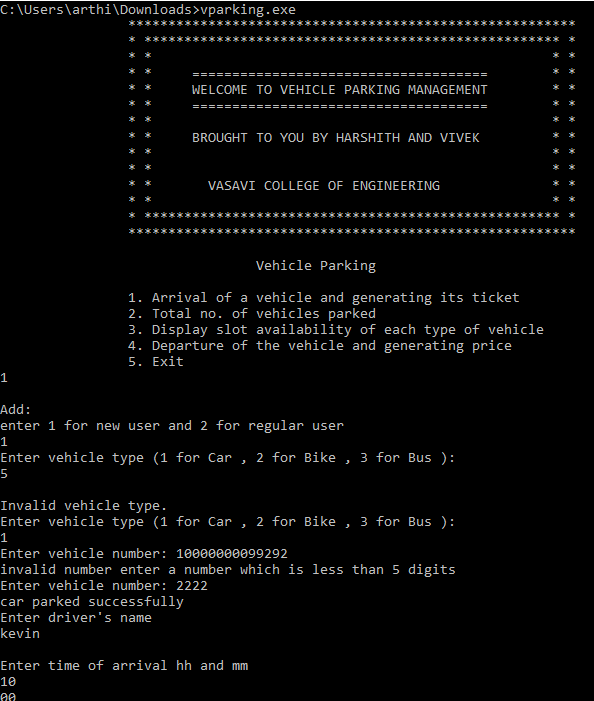 C:\Users\arthi\Downloads>vparking.exe
********************************************************
* **************************************************** *
* * * *
* * * *
* * ===================================== * *
* * WELCOME TO VEHICLE PARKING MANAGEMENT * *
* * ===================================== * *
* * * *
* * BROUGHT TO YOU BY HARSHITH AND VIVEK * *
* * * *
* * * *
* * VASAVI COLLEGE OF ENGINEERING * *
* * * *
* **************************************************** *
********************************************************
Vehicle Parking
1. Arrival of a vehicle and generating its ticket
2. Total no. of vehicles parked
3. Display slot availability of each type of vehicle
4. Departure of the vehicle and generating price
5. Exit
1
Add:
enter 1 for new user and 2 for regular user
1
Enter vehicle type (1 for Car , 2 for Bike , 3 for Bus ):
5
Invalid vehicle type.
Enter vehicle type (1 for Car , 2 for Bike , 3 for Bus ):
1
Enter vehicle number: 10000000099292
invalid number enter a number which is less than 5 digits
Enter vehicle number: 2222
car parked successfully
Enter driver's name
kevin
Enter time of arrival hh and mm
10
00